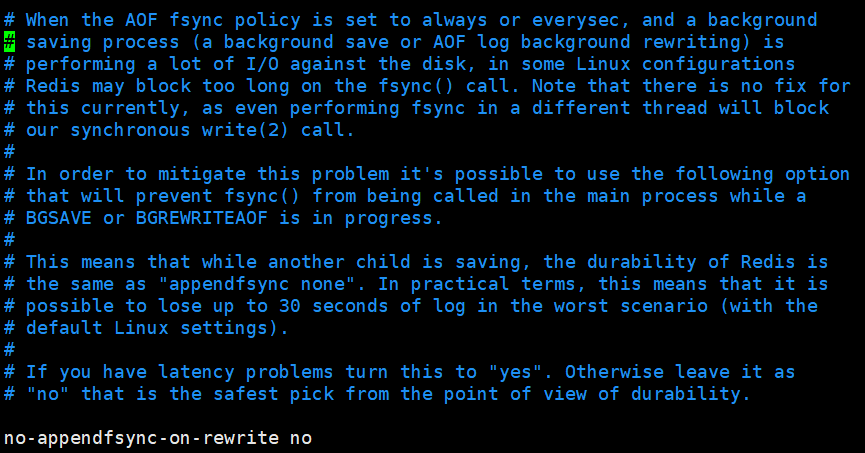 # When the AOF fsync policy is set to always or everysec, and a background
# saving process (a background save or AOF log background rewriting) is
# performing a lot of I/O against the disk, in some Linux configurations
# Redis may block too long on the fsync() call. Note that there is no fix for
# this currently, as even performing fsync in a different thread will block
# our synchronous write(2) call.
#
# In order to mitigate this problem it's possible to use the following option
# that will prevent fsync() from being called in the main process while a
# BGSAVE or BGREWRITEAOF is in progress.
#
# This means that while another child is saving, the durability of Redis is
# the same as "appendfsync none". In practical terms, this means that it is
# possible to lose up to 30 seconds of log in the worst scenario (with the
# default Linux settings).
#
# If you have latency problems turn this to "yes". Otherwise leave it as
# "no" that is the safest pick from the point of view of durability.
no-appendfsync-on-rewrite no